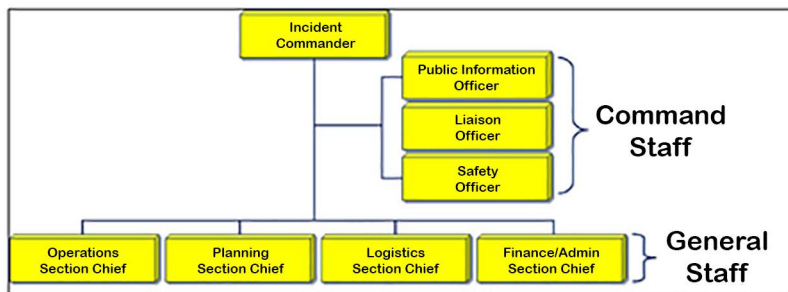 Incident
Commander
Public Information
Officer
Liaison
Officer
Safety
Officer
Command
Staff
Operations
Section Chief
Planning
Section Chief
Logistics
Section Chief
Finance/Admin
Section Chief
General
Staff